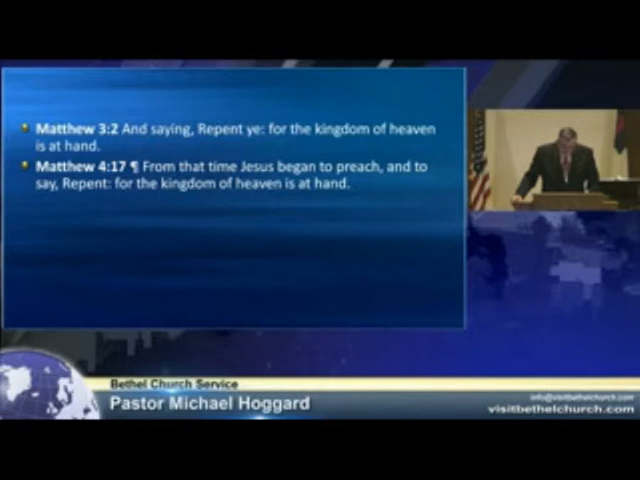 Matthew 3:2 And saying, Repent ye: for the kingdom of heaven
is at hand.
Matthew 4:17 ¶ From that time Jesus began to preach, and to
say, Repent: for the kingdom of heaven is at hand.
Bethel Church Service
Pastor Michael Hoggard
info@visitbethelchurch.com
visitbethelchurch.com